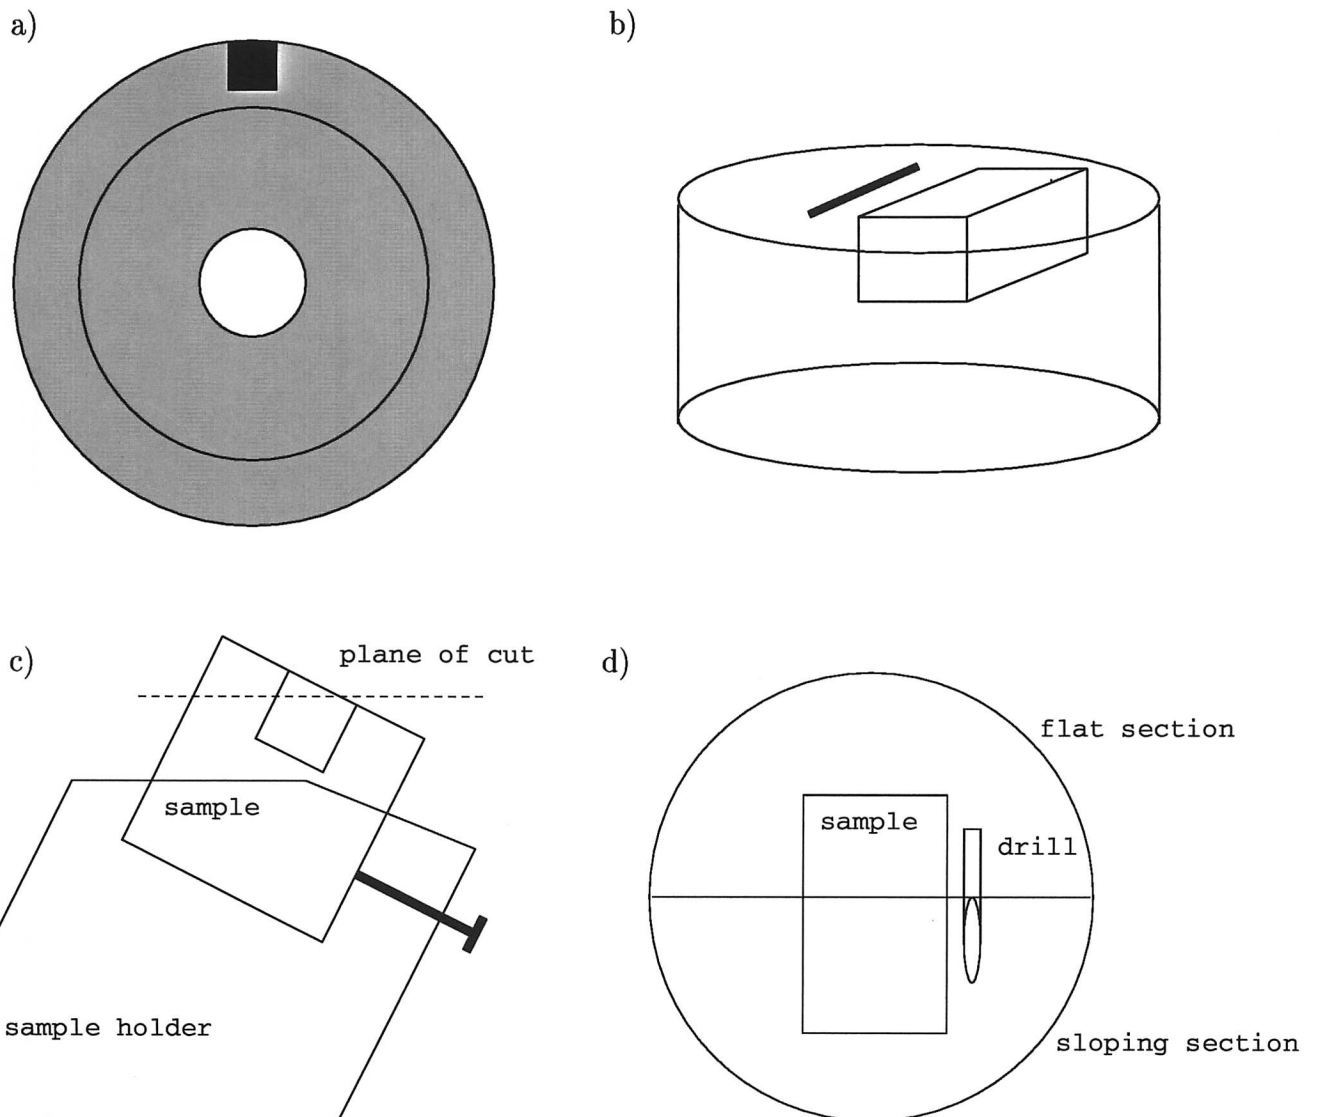 a)
b)
c)
plane of cut
sample
sample holder
d)
flat section
sample
drill
sloping section